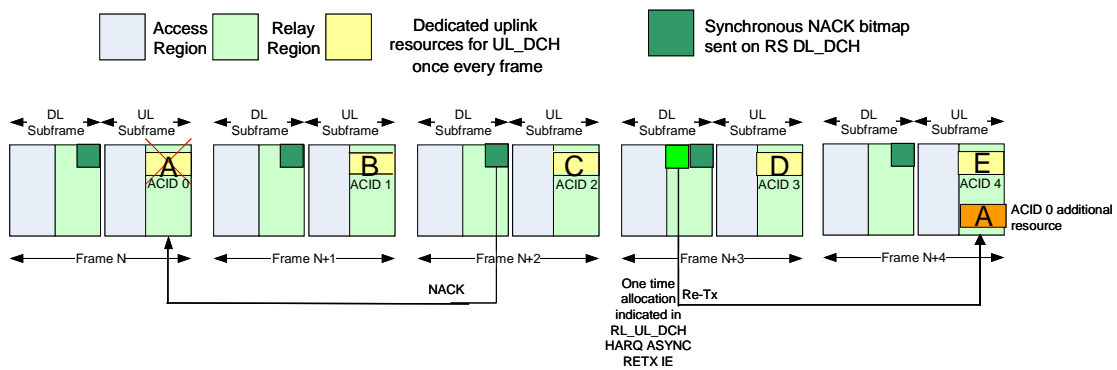 Access
Region
Relay
Region
Dedicated uplink
resources for UL_DCH
once every frame
Synchronous NACK bitmap
sent on RS DL_DCH
DL
Subframe
UL
Subframe
DL
Subframe
UL
Subframe
DL
Subframe
UL
Subframe
DL
Subframe
UL
Subframe
DL
Subframe
UL
Subframe
A
ACID 0
B
ACID 1
C
ACID 2
D
ACID 3
E
ACID 4
A
ACID 0 additional
resource
Frame N
Frame N+1
Frame N+2
Frame N+3
Frame N+4
NACK
One time
allocation
indicated in
RL_UL_DCH
HARQ ASYNC
RETX IE
Re-Tx